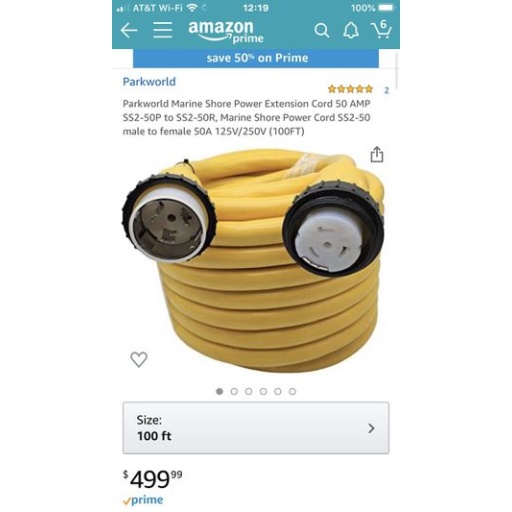 AT&T Wi-Fi 12:19 100%
amazon 6
prime
save 50% on Prime
Parkworld
2
Parkworld Marine Shore Power Extension Cord 50 AMP
SS2-50P to SS2-50R, Marine Shore Power Cord SS2-50
male to female 50A 125V/250V (100FT)
Size:
100 ft
$499.99
prime